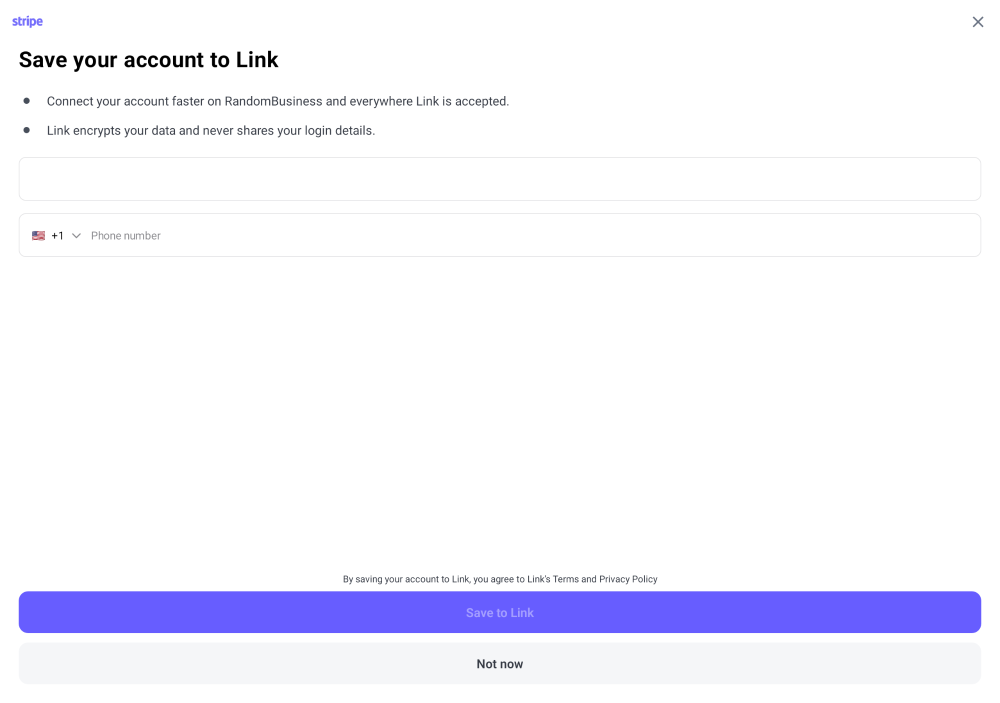 stripe
Save your account to Link
Connect your account faster on RandomBusiness and everywhere Link is accepted.
Link encrypts your data and never shares your login details.
+1 Phone number
By saving your account to Link, you agree to Link's Terms and Privacy Policy
Save to Link
Not now